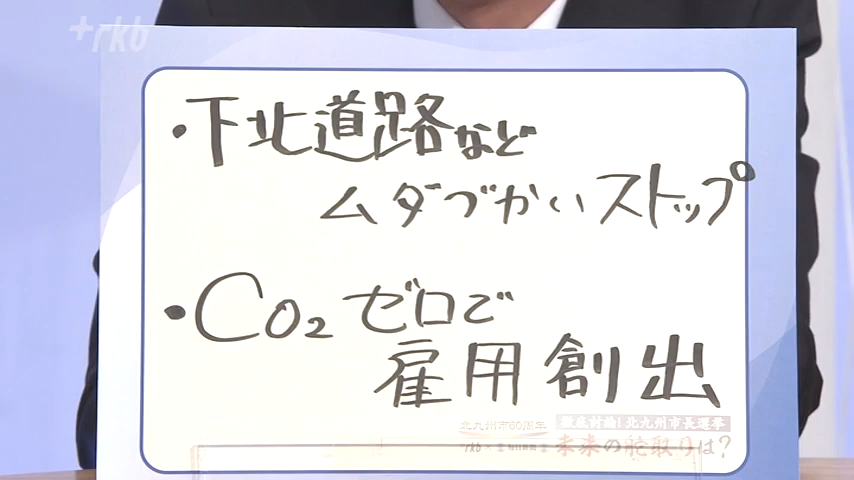 +rkb
・下北道路など
ムダづかいストップ
・CO₂ゼロで
雇用創出
北九州市60周年
徹底討論!北九州市長選挙
rkb
未来の舵取りは?